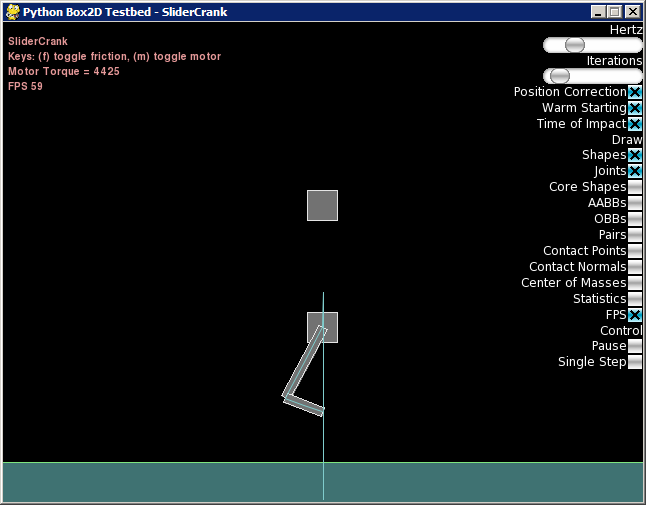 Python Box2D Testbed - SliderCrank
SliderCrank
Keys: (f) toggle friction, (m) toggle motor
Motor Torque = 4425
FPS 59
Hertz
Iterations
Position Correction
Warm Starting
Time of Impact
Draw
Shapes
Joints
Core Shapes
AABBs
OBBs
Pairs
Contact Points
Contact Normals
Center of Masses
Statistics
FPS
Control
Pause
Single Step